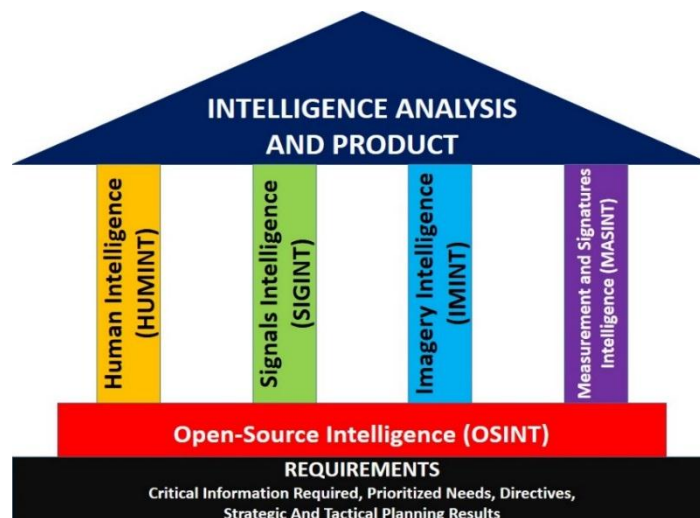 INTELLIGENCE ANALYSIS
AND PRODUCT
Human Intelligence
(HUMINT)
Signals Intelligence
(SIGINT)
Imagery Intelligence
(IMINT)
Measurement and Signatures
Intelligence (MASINT)
Open-Source Intelligence (OSINT)
REQUIREMENTS
Critical Information Required, Prioritized Needs, Directives,
Strategic And Tactical Planning Results